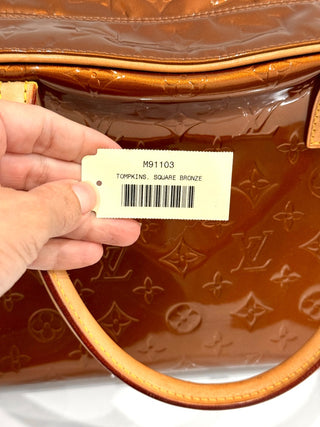 M91103
TOMPKINS. SQUARE BRONZE